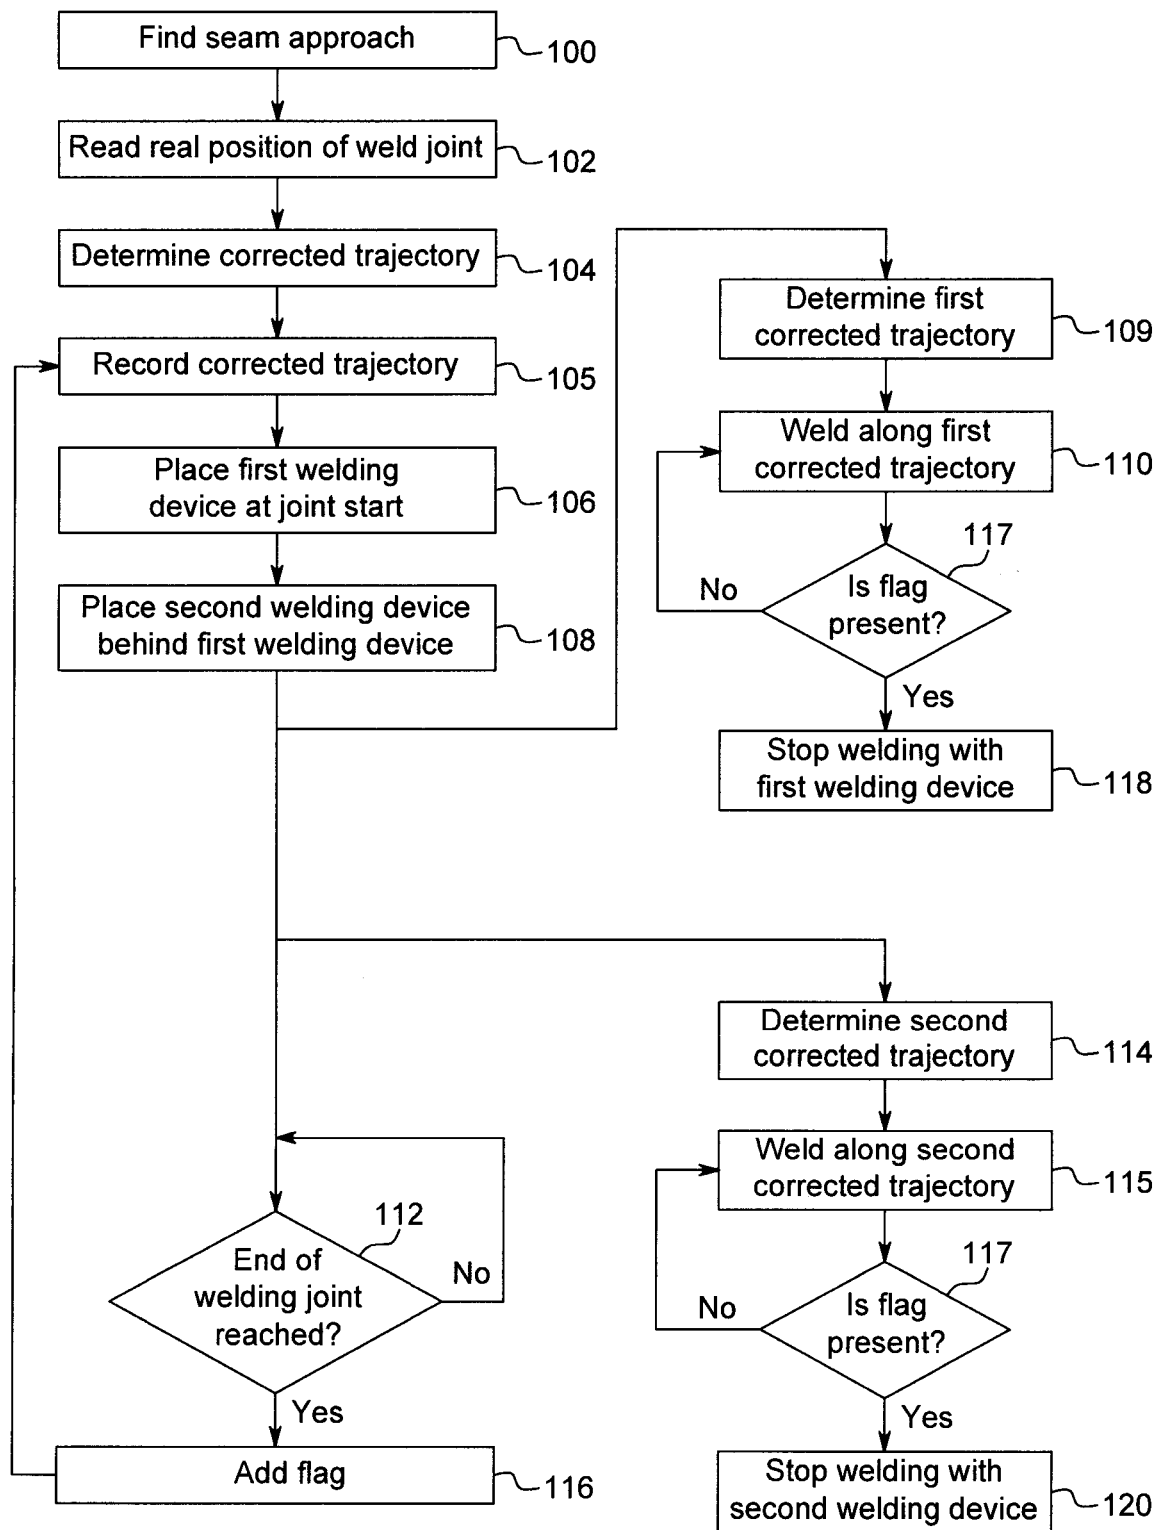 Find seam approach
100
Read real position of weld joint
102
Determine corrected trajectory
104
Record corrected trajectory
105
Place first welding
device at joint start
106
Place second welding device
behind first welding device
108
Determine first
corrected trajectory
109
Weld along first
corrected trajectory
110
117
Is flag
present?
No
Yes
Stop welding with
first welding device
118
Determine second
corrected trajectory
114
Weld along second
corrected trajectory
115
117
Is flag
present?
No
Yes
Stop welding with
second welding device
120
112
End of
welding joint
reached?
No
Yes
Add flag
116